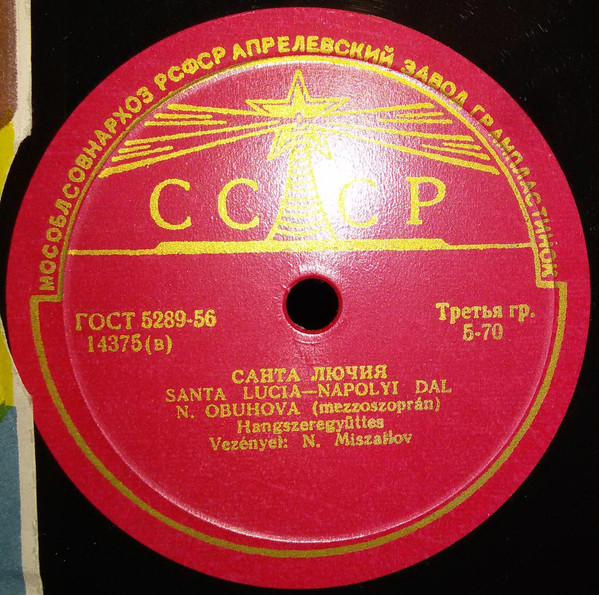 МОСОБЛСОВНАРХОЗ РСФСР АПРЕЛЕВСКИЙ ЗАВОД ГРАМПЛАСТИНОК
СССР
ГОСТ 5289-56
14375(в)
Третья гр.
5-70
САНТА ЛЮЧИЯ
SANTA LUCIA—NAPOLYI DAL
N. OBUHOVA (mezzoszoprán)
Hangszeregyüttes
Vezényel: N. Miszailov